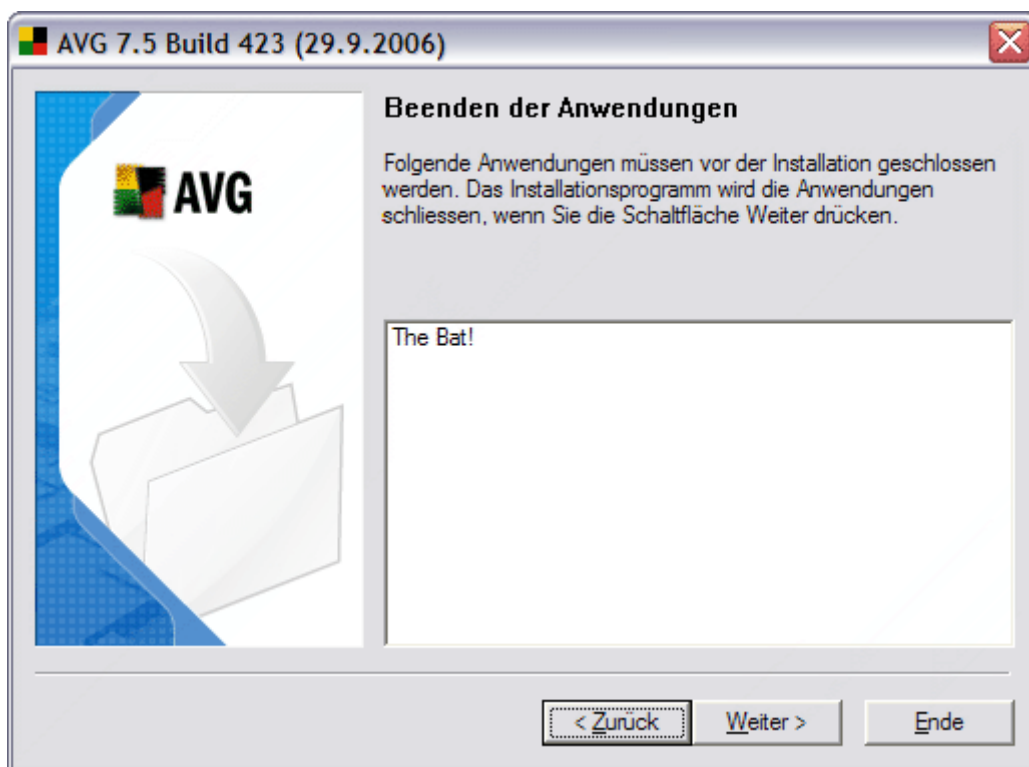 AVG 7.5 Build 423 (29.9.2006)
AVG
Beenden der Anwendungen
Folgende Anwendungen müssen vor der Installation geschlossen
werden. Das Installationsprogramm wird die Anwendungen
schliessen, wenn Sie die Schaltfläche Weiter drücken.
The Bat!
< Zurück
Weiter >
Ende